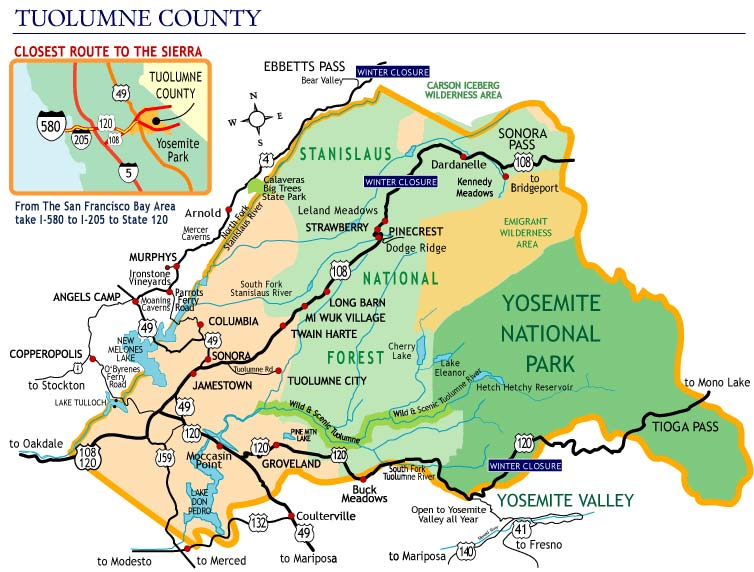 TUOLUMNE COUNTY
CLOSEST ROUTE TO THE SIERRA
TUOLUMNE
COUNTY
49
580
120
205
108
5
Yosemite
Park
From The San Francisco Bay Area
take I-580 to I-205 to State 120
EBBETTS PASS
WINTER CLOSURE
Bear Valley
CARSON ICEBERG
WILDERNESS AREA
N
W
E
S
4
STANISLAUS
SONORA
PASS
108
Dardanelle
to
Bridgeport
Kennedy
Meadows
WINTER CLOSURE
Calaveras
Big Trees
State Park
Arnold
North Fork
Stanislaus River
Mercer
Caverns
Leland Meadows
STRAWBERRY
PINECREST
Dodge Ridge
EMIGRANT
WILDERNESS
AREA
MURPHYS
Ironstone
Vineyards
108
NATIONAL
South Fork
Stanislaus River
ANGELS CAMP
Moaning
Caverns
Parrots
Ferry
Road
LONG BARN
MI WUK VILLAGE
TWAIN HARTE
YOSEMITE
NATIONAL
PARK
49
COLUMBIA
NEW
MELONES
LAKE
49
SONORA
FOREST
Cherry
Lake
Lake
Eleanor
COPPEROPOLIS
to Stockton
O'Byrenes
Ferry
Road
Tuolumne Rd
JAMESTOWN
TUOLUMNE CITY
Hetch Hetchy Reservoir
to Mono Lake
LAKE TULLOCH
49
Wild & Scenic Tuolumne
Wild & Scenic Tuolumne River
TIOGA PASS
to Oakdale
108
120
120
J59
Moccasin
Point
120
PINE MTN
LAKE
GROVELAND
120
120
WINTER CLOSURE
South Fork
Tuolumne River
Buck
Meadows
LAKE
DON
PEDRO
YOSEMITE VALLEY
Open to Yosemite
Valley all Year
132
Coulterville
49
41
to Fresno
140
to Modesto
to Merced
to Mariposa
to Mariposa